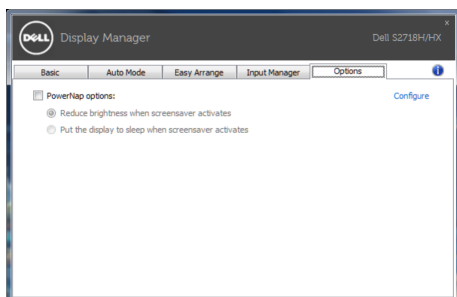 DELL Display Manager Dell S2718H/HX
Basic Auto Mode Easy Arrange Input Manager Options
PowerNap options: Configure
Reduce brightness when screensaver activates
Put the display to sleep when screensaver activates